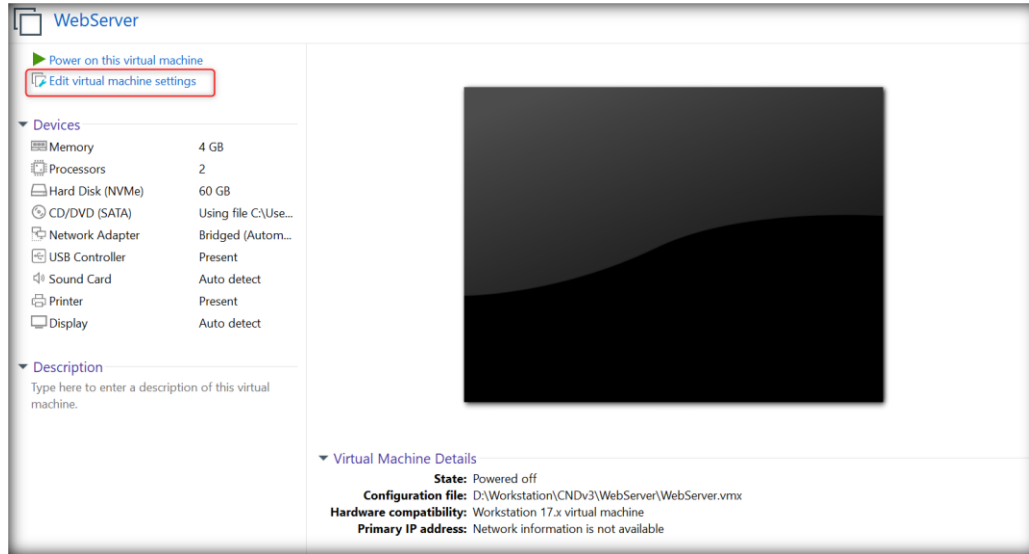 WebServer
Power on this virtual machine
Edit virtual machine settings
Devices
Memory 4 GB
Processors 2
Hard Disk (NVMe) 60 GB
CD/DVD (SATA) Using file C:\Use...
Network Adapter Bridged (Autom...
USB Controller Present
Sound Card Auto detect
Printer Present
Display Auto detect
Description
Type here to enter a description of this virtual
machine.
Virtual Machine Details
State: Powered off
Configuration file: D:\Workstation\CNDv3\WebServer\WebServer.vmx
Hardware compatibility: Workstation 17.x virtual machine
Primary IP address: Network information is not available